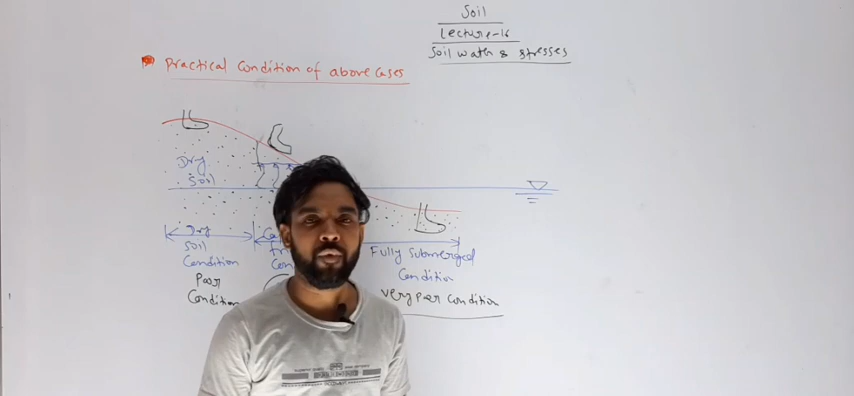 Soil
Lecture-16
Soil water & stresses
Practical Condition of above Cases
Dry
Soil
Dry
Soil
Condition
Poor
Condition
Fully Submerged
Condition
Very Poor Condition